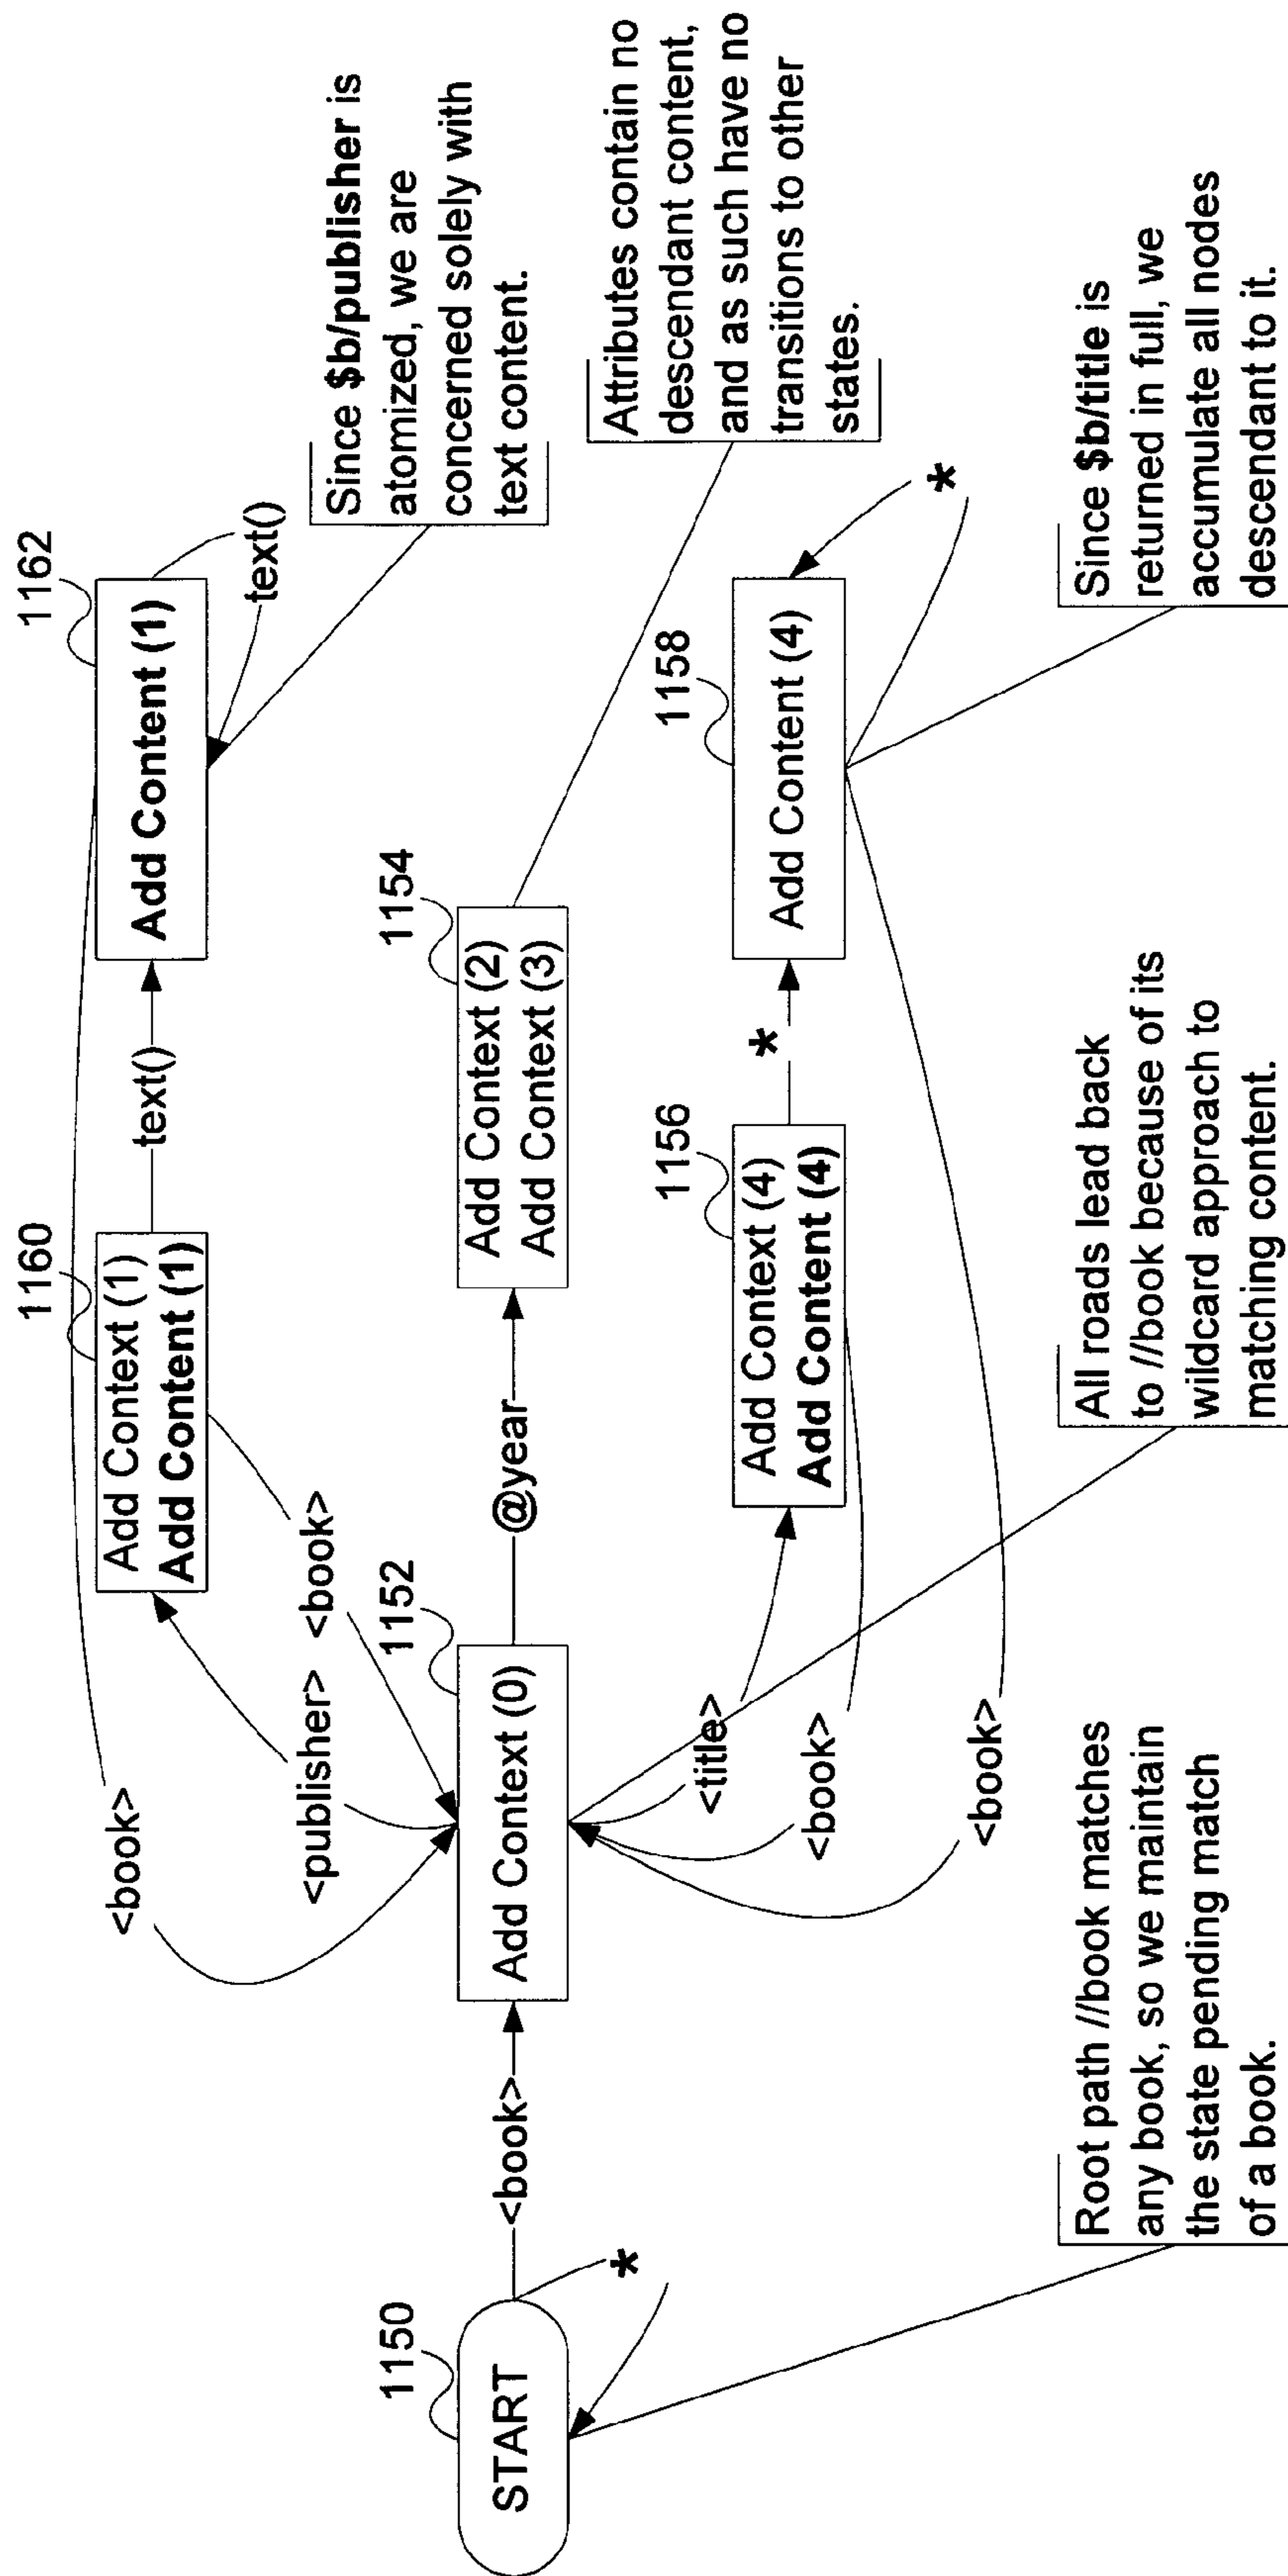 1150
START
*
<book>
1152
Add Context (0)
<book>
<publisher>
<book>
1160
Add Context (1)
Add Content (1)
text()
1162
Add Content (1)
text()
Since $b/publisher is
atomized, we are
concerned solely with
text content.
@year
1154
Add Context (2)
Add Context (3)
Attributes contain no
descendant content,
and as such have no
transitions to other
states.
<title>
<book>
<book>
1156
Add Context (4)
Add Content (4)
*
1158
Add Content (4)
*
Root path //book matches
any book, so we maintain
the state pending match
of a book.
All roads lead back
to //book because of its
wildcard approach to
matching content.
Since $b/title is
returned in full, we
accumulate all nodes
descendant to it.